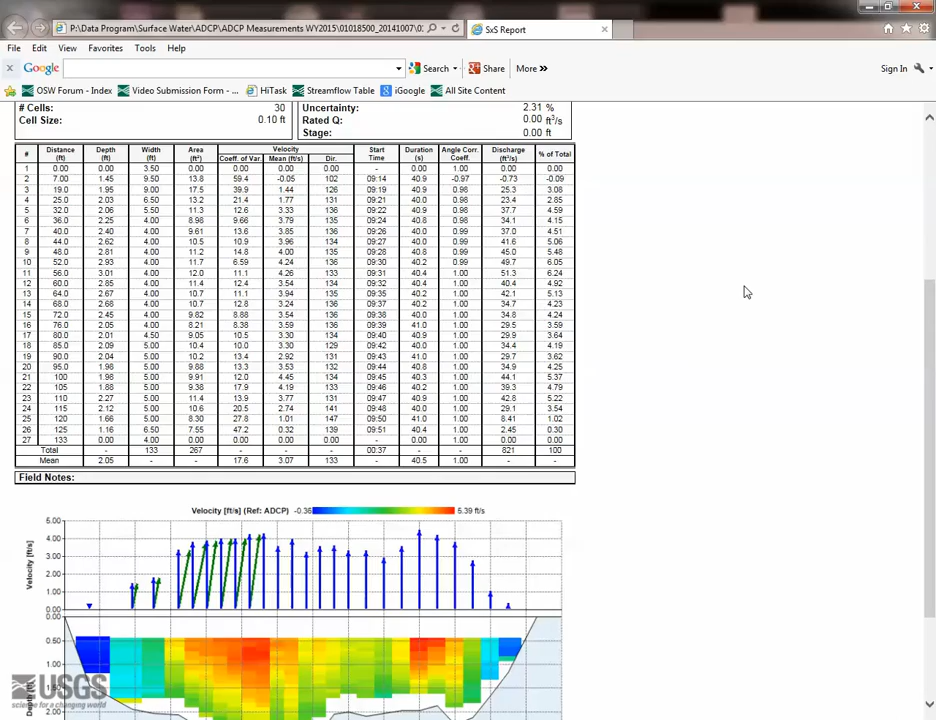 P:\Data Program\Surface Water\ADCP\ADCP Measurements WY2015\01018500_20141007\0
SxS Report
File Edit View Favorites Tools Help
Google Search Share More » Sign In
OSW Forum - Index Video Submission Form - ... HiTask Streamflow Table iGoogle All Site Content
# Cells: 30 Uncertainty: 2.31 %
Cell Size: 0.10 ft Rated Q: 0.00 ft³/s
Stage: 0.00 ft
# Distance (ft) Depth (ft) Width (ft) Area (ft²) Velocity Coeff. of Var. Mean (ft/s) Dir. Start Time Duration (s) Angle Corr. Coeff. Discharge (ft³/s) % of Total
1 0.00 0.00 3.50 0.00 0.00 0.00 0.00 - 0.00 1.00 0.00 0.00
2 7.00 1.45 9.50 13.8 59.4 -0.05 102 09:14 40.9 -0.97 -0.73 -0.09
3 19.0 1.95 9.00 17.5 39.9 1.44 126 09:19 40.9 0.98 25.3 3.08
4 25.0 2.03 6.50 13.2 21.4 1.77 131 09:21 40.0 0.98 23.4 2.85
5 32.0 2.06 5.50 11.3 12.6 3.33 136 09:22 40.9 0.98 37.7 4.59
6 36.0 2.25 4.00 8.98 9.66 3.79 135 09:24 40.8 0.98 34.1 4.15
7 40.0 2.40 4.00 9.61 13.6 3.85 136 09:26 40.2 0.99 37.0 4.51
8 44.0 2.62 4.00 10.5 10.9 3.96 134 09:27 40.1 0.99 41.6 5.06
9 48.0 2.81 4.00 11.2 14.8 4.00 135 09:28 40.8 0.99 45.0 5.48
10 52.0 2.93 4.00 11.7 6.59 4.24 136 09:30 40.2 0.99 49.7 6.05
11 56.0 3.01 4.00 12.0 11.1 4.26 133 09:31 40.4 1.00 51.3 6.24
12 60.0 2.85 4.00 11.4 12.4 3.54 134 09:32 40.4 1.00 40.4 4.92
13 64.0 2.67 4.00 10.7 11.1 3.94 135 09:35 40.2 1.00 42.1 5.13
14 68.0 2.68 4.00 10.7 12.8 3.24 136 09:37 40.2 1.00 34.7 4.23
15 72.0 2.45 4.00 9.82 8.88 3.54 136 09:38 40.2 1.00 34.8 4.24
16 76.0 2.05 4.00 8.21 8.38 3.59 136 09:39 41.0 1.00 29.5 3.59
17 80.0 2.01 4.50 9.05 10.5 3.30 134 09:40 40.9 1.00 29.9 3.64
18 85.0 2.09 5.00 10.4 10.0 3.30 129 09:42 40.9 1.00 34.4 4.19
19 90.0 2.04 5.00 10.2 13.4 2.92 131 09:43 41.0 1.00 29.7 3.62
20 95.0 1.98 5.00 9.88 13.3 3.53 132 09:44 40.8 1.00 34.9 4.25
21 100 1.98 5.00 9.91 12.0 4.45 134 09:45 40.3 1.00 44.1 5.37
22 105 1.88 5.00 9.38 17.9 4.19 133 09:46 40.2 1.00 39.3 4.79
23 110 2.27 5.00 11.4 13.9 3.77 131 09:47 40.9 1.00 42.8 5.22
24 115 2.12 5.00 10.6 20.5 2.74 141 09:48 40.0 1.00 29.1 3.54
25 120 1.66 5.00 8.30 27.8 1.01 147 09:50 41.0 1.00 8.41 1.02
26 125 1.16 6.50 7.55 47.2 0.32 139 09:51 40.4 1.00 2.45 0.30
27 133 0.00 4.00 0.00 0.00 0.00 0.00 - 0.00 1.00 0.00 0.00
Total - 133 267 - - - 00:37 - - 821 100
Mean 2.05 - - 17.6 3.07 133 - 40.5 1.00 - -
Field Notes:
Velocity [ft/s] (Ref: ADCP) -0.36 5.39 ft/s
Velocity [ft/s]
5.00
4.00
3.00
2.00
1.00
0.00
Depth [ft]
0.00
0.50
1.00
1.50
2.00
USGS
science for a changing world